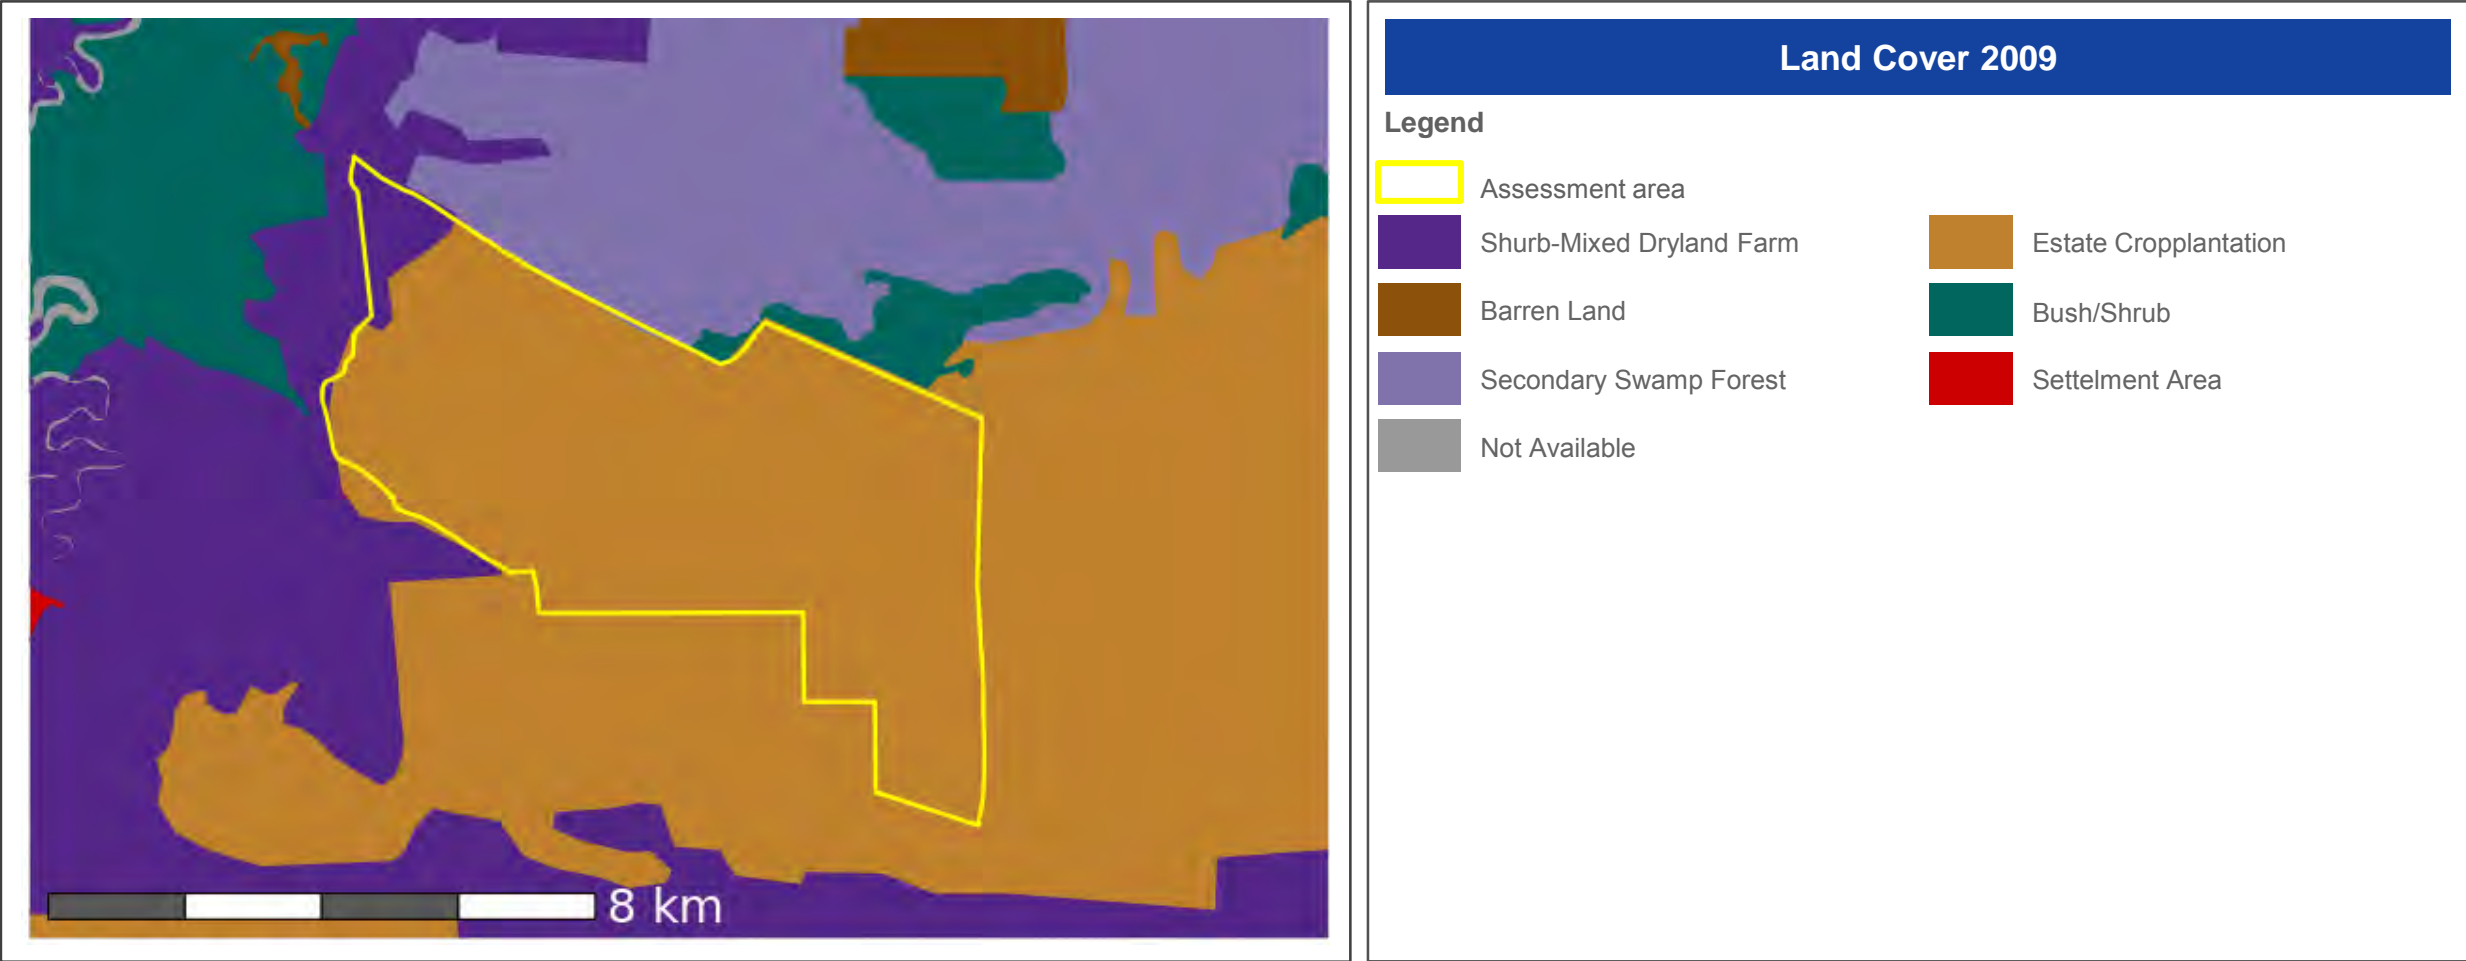 Land Cover 2009
Legend
Assessment area
Shurb-Mixed Dryland Farm
Estate Cropplantation
Barren Land
Bush/Shrub
Secondary Swamp Forest
Settelment Area
Not Available
8 km